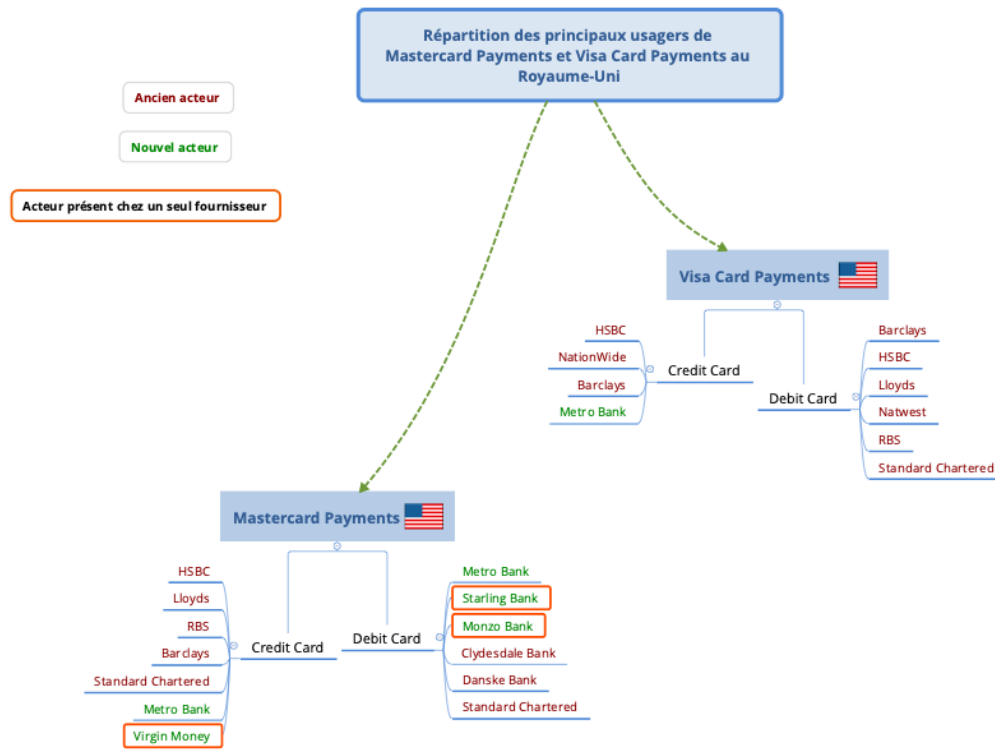 Répartition des principaux usagers de
Mastercard Payments et Visa Card Payments au
Royaume-Uni
Ancien acteur
Nouvel acteur
Acteur présent chez un seul fournisseur
Visa Card Payments
HSBC
NationWide
Barclays
Metro Bank
Credit Card
Debit Card
Barclays
HSBC
Lloyds
Natwest
RBS
Standard Chartered
Mastercard Payments
HSBC
Lloyds
RBS
Barclays
Standard Chartered
Metro Bank
Virgin Money
Credit Card
Debit Card
Metro Bank
Starling Bank
Monzo Bank
Clydesdale Bank
Danske Bank
Standard Chartered